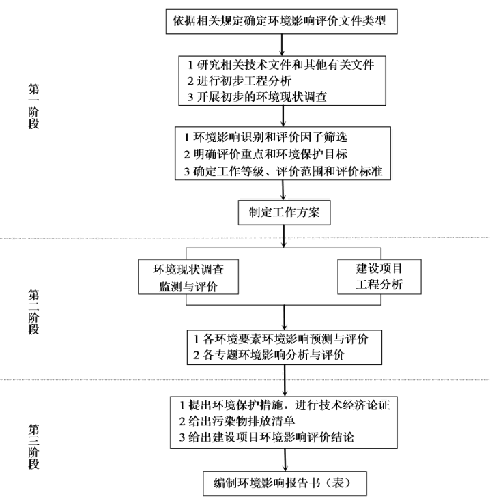 依据相关规定确定环境影响评价文件类型
第一阶段
1 研究相关技术文件和其他有关文件
2 进行初步工程分析
3 开展初步的环境现状调查
1 环境影响识别和评价因子筛选
2 明确评价重点和环境保护目标
3 确定工作等级、评价范围和评价标准
制定工作方案
第二阶段
环境现状调查
监测与评价
建设项目
工程分析
1 各环境要素环境影响预测与评价
2 各专题环境影响分析与评价
第三阶段
1 提出环境保护措施，进行技术经济论证
2 给出污染物排放清单
3 给出建设项目环境影响评价结论
编制环境影响报告书（表）